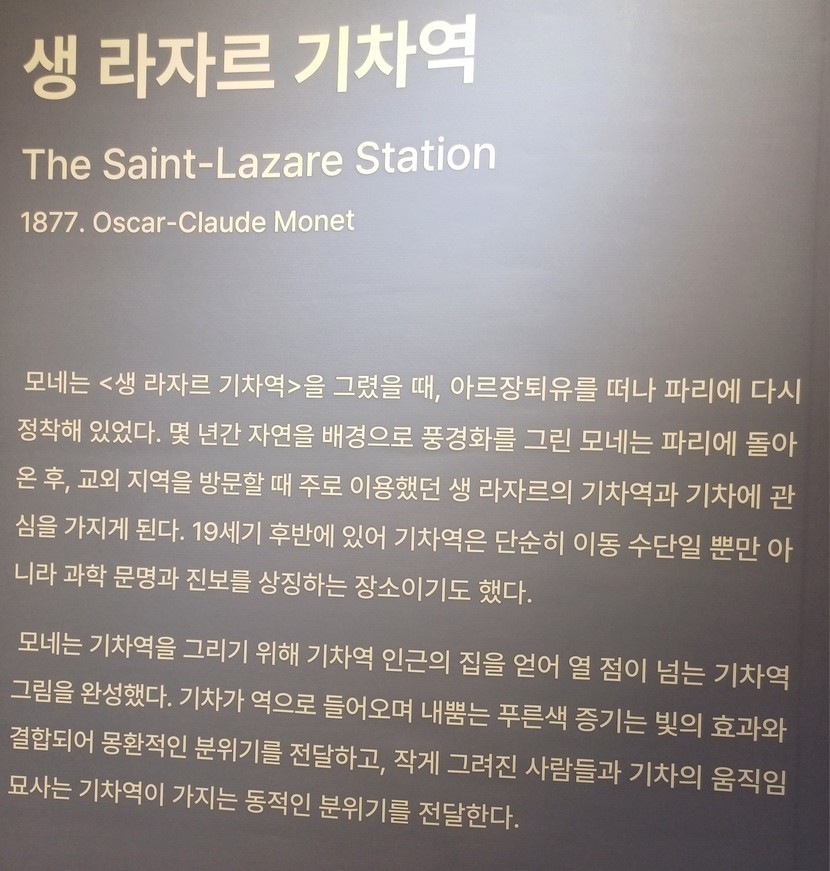 생 라자르 기차역
The Saint-Lazare Station
1877. Oscar-Claude Monet
모네는 <생 라자르 기차역>을 그렸을 때, 아르장퇴유를 떠나 파리에 다시
정착해 있었다. 몇 년간 자연을 배경으로 풍경화를 그린 모네는 파리에 돌아
온 후, 교외 지역을 방문할 때 주로 이용했던 생 라자르의 기차역과 기차에 관
심을 가지게 된다. 19세기 후반에 있어 기차역은 단순히 이동 수단일 뿐만 아
니라 과학 문명과 진보를 상징하는 장소이기도 했다.
모네는 기차역을 그리기 위해 기차역 인근의 집을 얻어 열 점이 넘는 기차역
그림을 완성했다. 기차가 역으로 들어오며 내뿜는 푸른색 증기는 빛의 효과와
결합되어 몽환적인 분위기를 전달하고, 작게 그려진 사람들과 기차의 움직임
묘사는 기차역이 가지는 동적인 분위기를 전달한다.